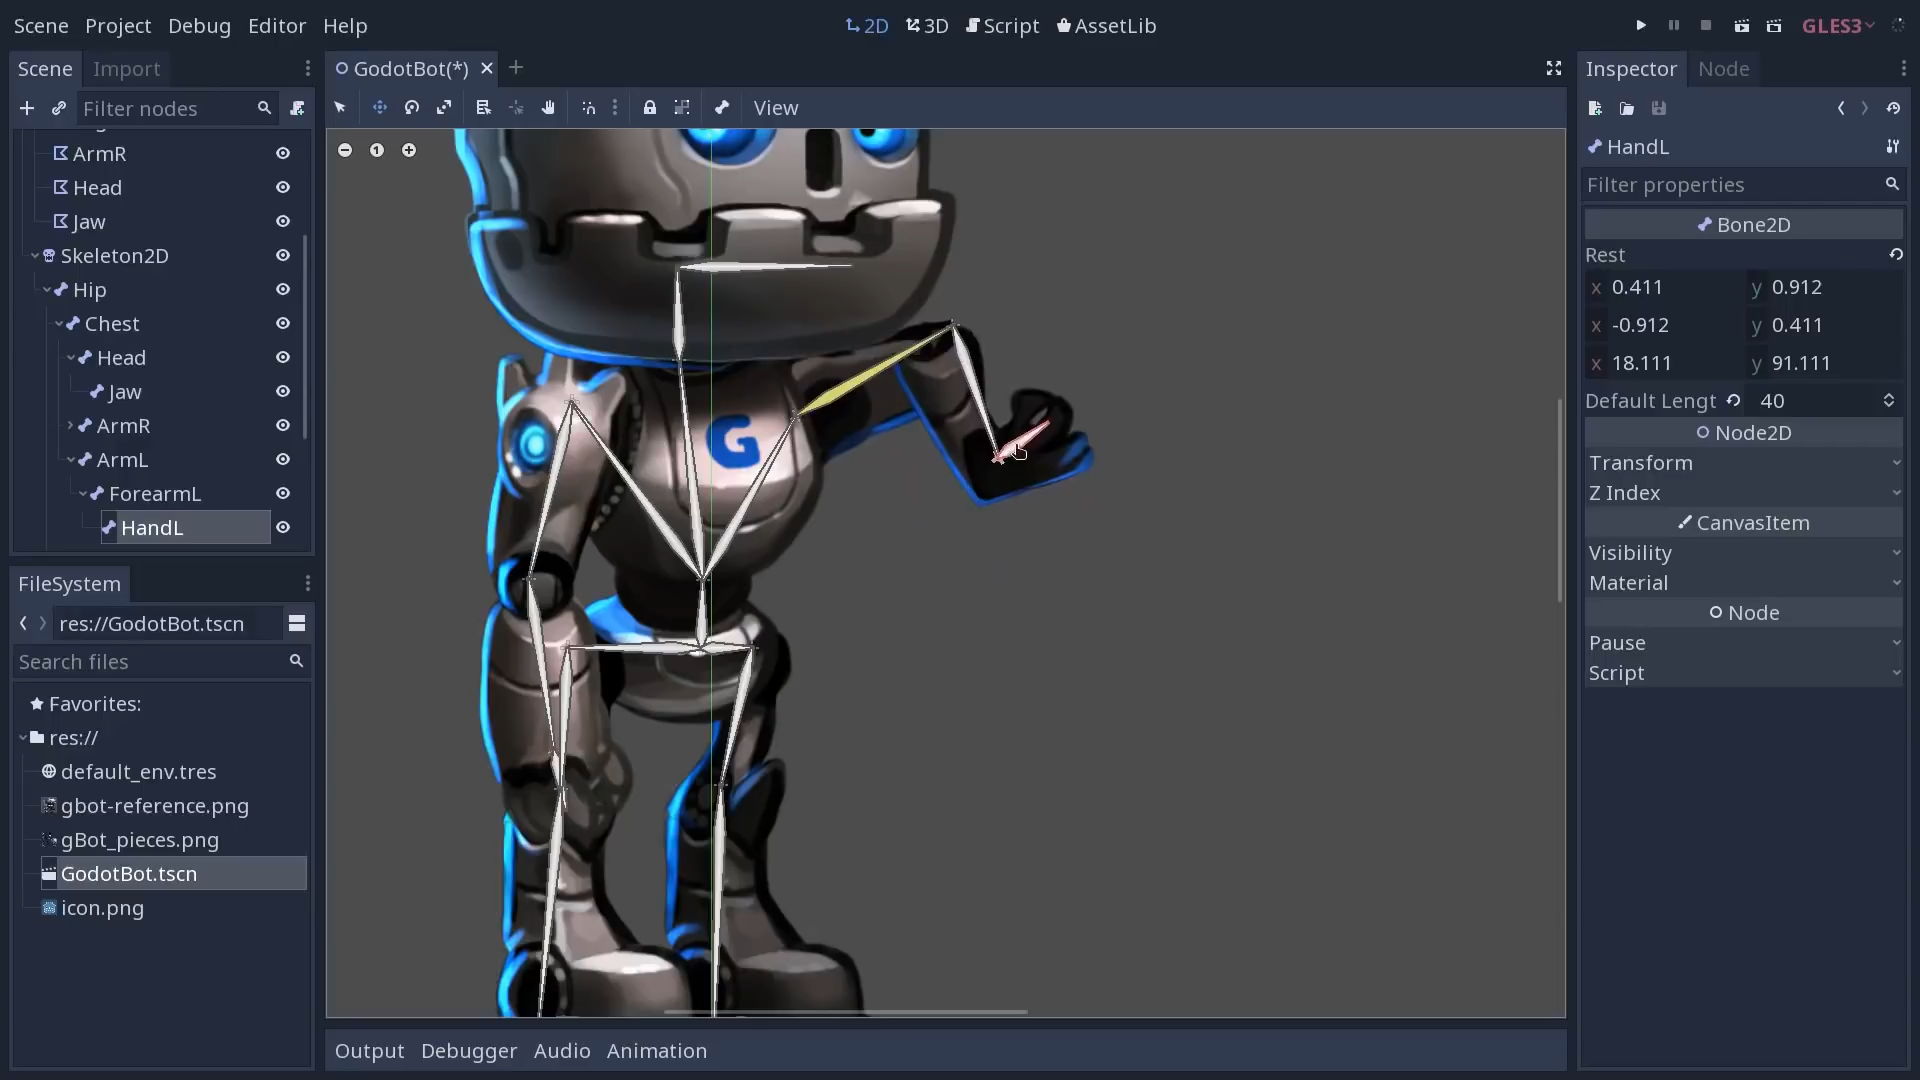 Scene Project Debug Editor Help
2D 3D Script AssetLib
GLES3
Scene Import
Filter nodes
ArmR
Head
Jaw
Skeleton2D
Hip
Chest
Head
Jaw
ArmR
ArmL
ForearmL
HandL
FileSystem
res://GodotBot.tscn
Search files
Favorites:
res://
default_env.tres
gbot-reference.png
gBot_pieces.png
GodotBot.tscn
icon.png
GodotBot(*)
View
1
G
Output Debugger Audio Animation
Inspector Node
HandL
Filter properties
Bone2D
Rest
x 0.411 y 0.912
x -0.912 y 0.411
x 18.111 y 91.111
Default Lengt 40
Node2D
Transform
Z Index
CanvasItem
Visibility
Material
Node
Pause
Script